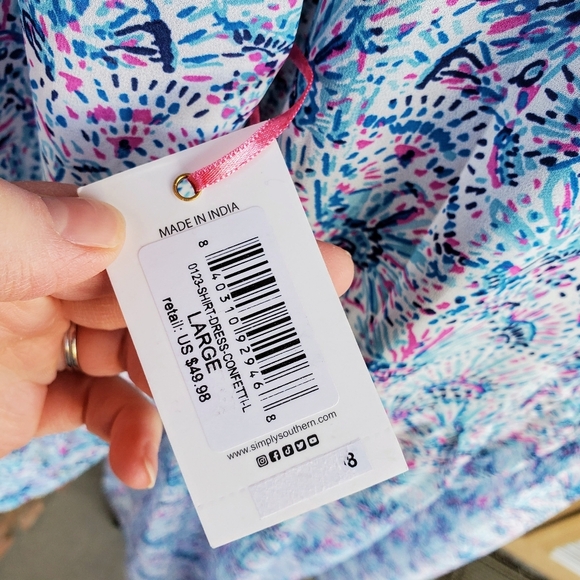 MADE IN INDIA
8 40310 92946 8
0123-SHIRT-DRESS-CONFETTI-L
LARGE
retail: US $49.98
www.simplysouthern.com
8